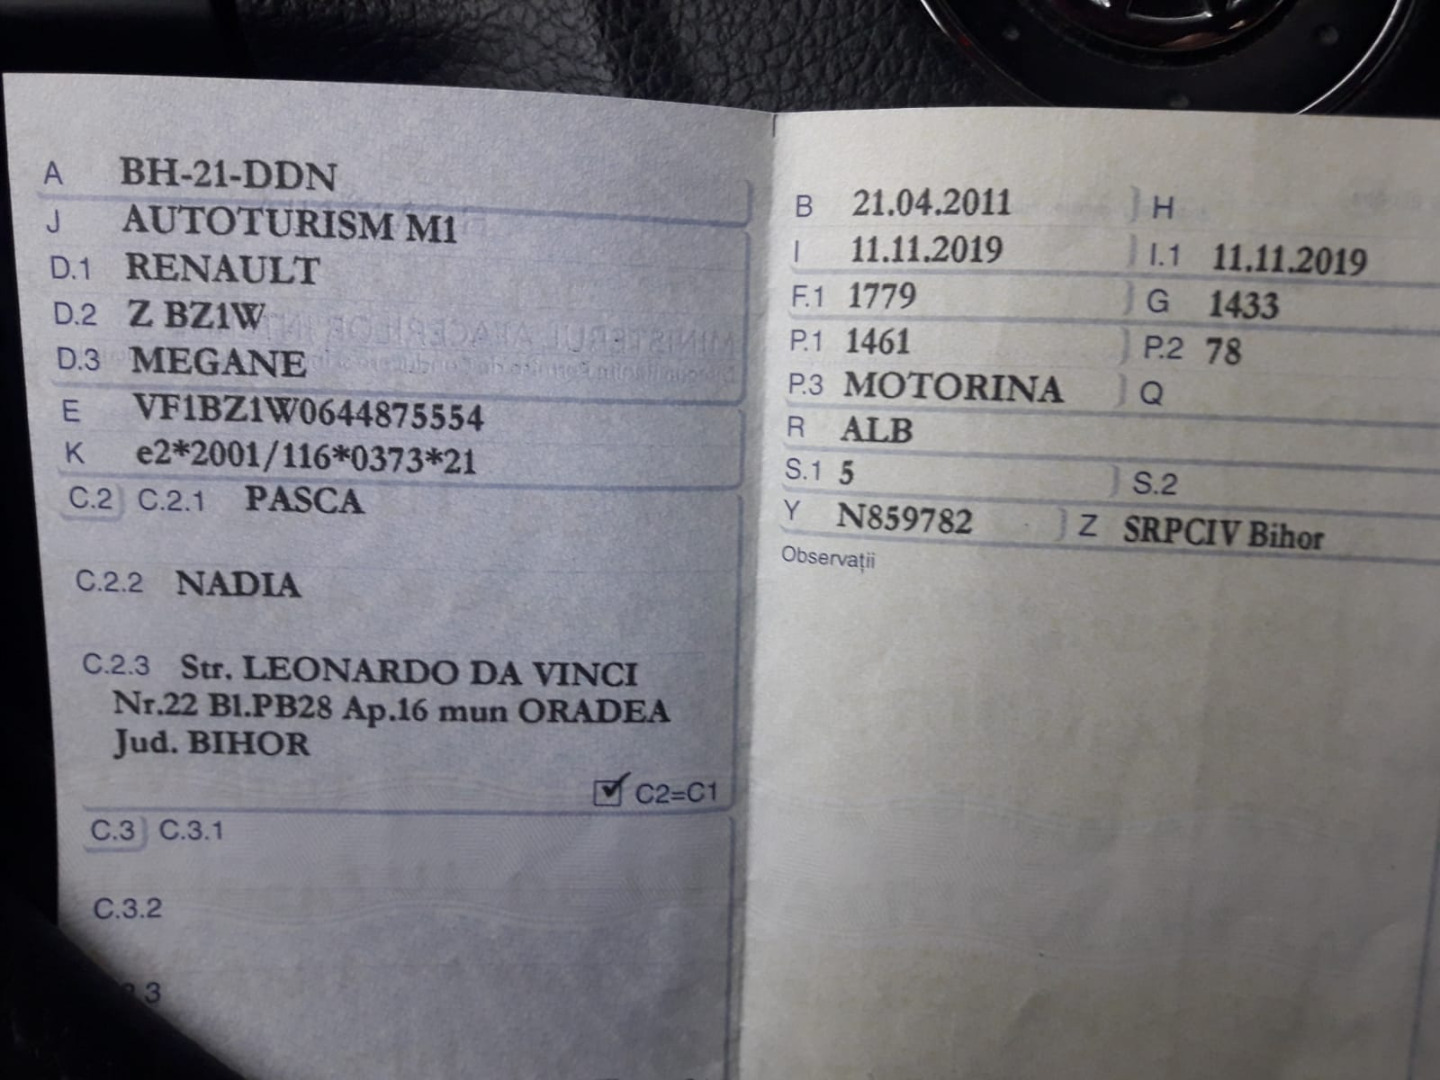 A BH-21-DDN
J AUTOTURISM M1
D.1 RENAULT
D.2 Z BZ1W
D.3 MEGANE
E VF1BZ1W0644875554
K e2*2001/116*0373*21
C.2 C.2.1 PASCA
C.2.2 NADIA
C.2.3 Str. LEONARDO DA VINCI
Nr.22 Bl.PB28 Ap.16 mun ORADEA
Jud. BIHOR
C2=C1
C.3 C.3.1
C.3.2
B 21.04.2011 H
I 11.11.2019 I.1 11.11.2019
F.1 1779 G 1433
P.1 1461 P.2 78
P.3 MOTORINA Q
R ALB
S.1 5 S.2
Y N859782 Z SRPCIV Bihor
Observații